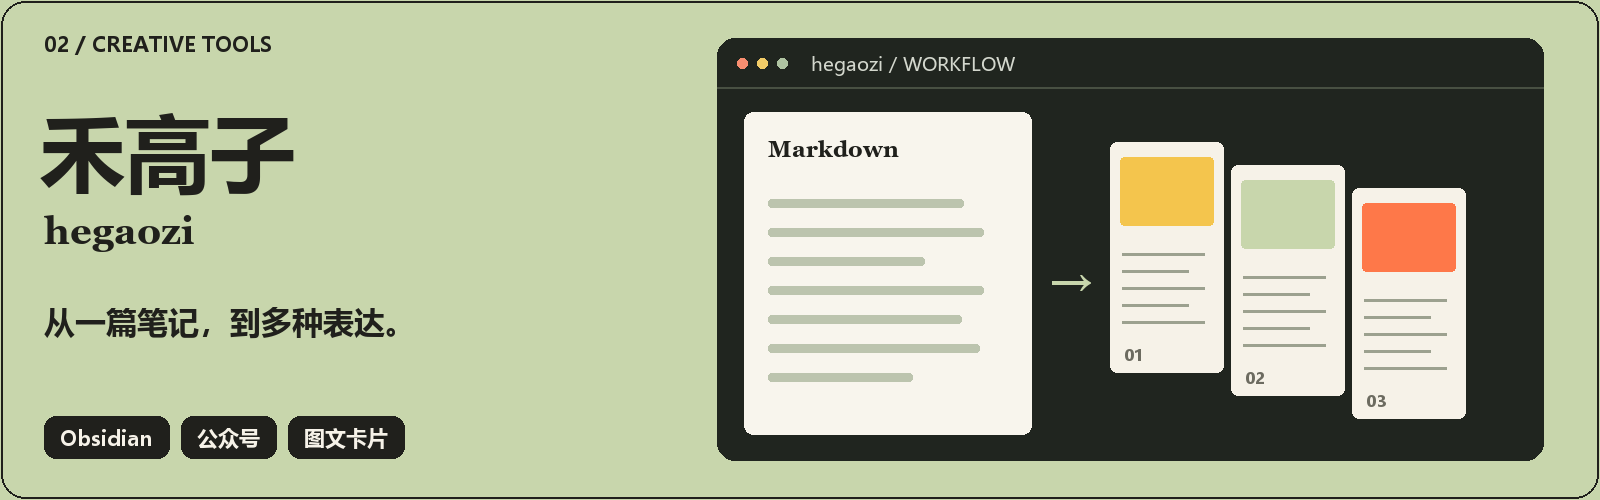 02 / CREATIVE TOOLS
禾高子
hegaozi
从一篇笔记，到多种表达。
Obsidian
公众号
图文卡片
hegaozi / WORKFLOW
Markdown
→
01
02
03